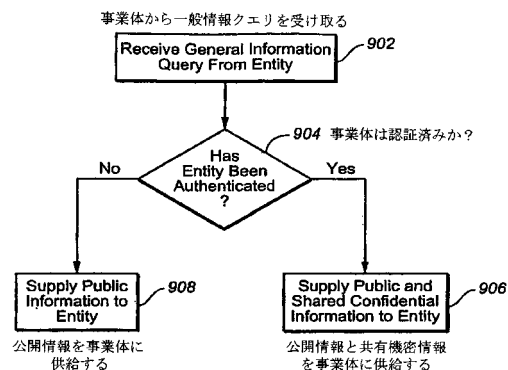 事業体から一般情報クエリを受け取る
Receive General Information
Query From Entity
902
904 事業体は認証済みか？
Has
Entity Been
Authenticated
?
No
Yes
Supply Public
Information to
Entity
908
Supply Public and
Shared Confidential
Information to Entity
906
公開情報を事業体に
供給する
公開情報と共有機密情報
を事業体に供給する